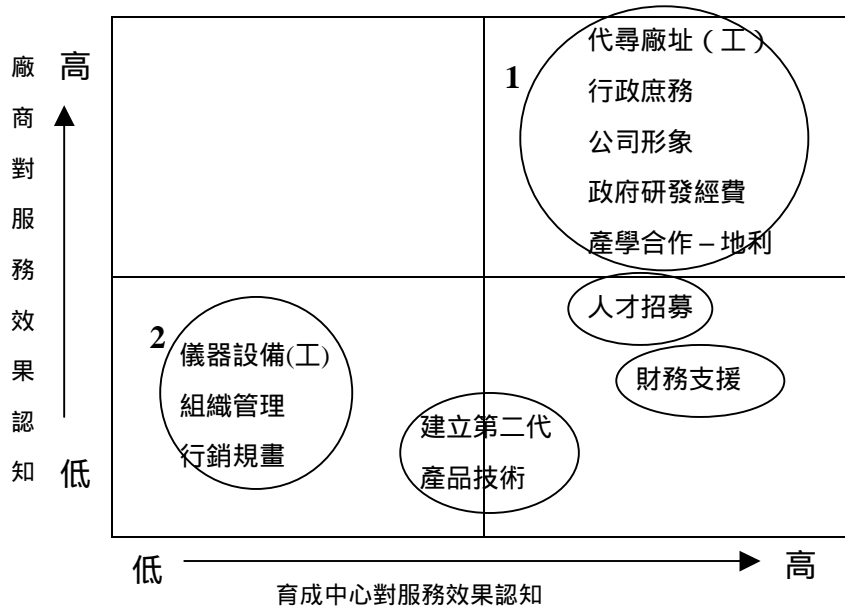 廠商對服務效果認知
高
低
1
代尋廠址（工）
行政庶務
公司形象
政府研發經費
產學合作–地利
人才招募
財務支援
2
儀器設備(工)
組織管理
行銷規畫
建立第二代
產品技術
低
高
育成中心對服務效果認知